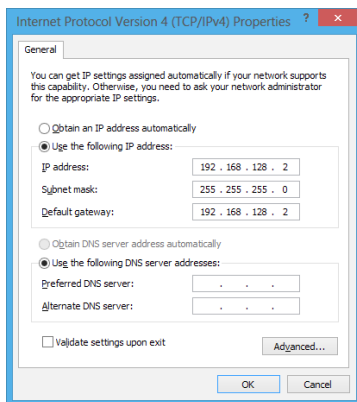 Internet Protocol Version 4 (TCP/IPv4) Properties ? ×
General
You can get IP settings assigned automatically if your network supports
this capability. Otherwise, you need to ask your network administrator
for the appropriate IP settings.
Obtain an IP address automatically
Use the following IP address:
IP address: 192 . 168 . 128 . 2
Subnet mask: 255 . 255 . 255 . 0
Default gateway: 192 . 168 . 128 . 2
Obtain DNS server address automatically
Use the following DNS server addresses:
Preferred DNS server: . . .
Alternate DNS server: . . .
Validate settings upon exit
Advanced...
OK Cancel